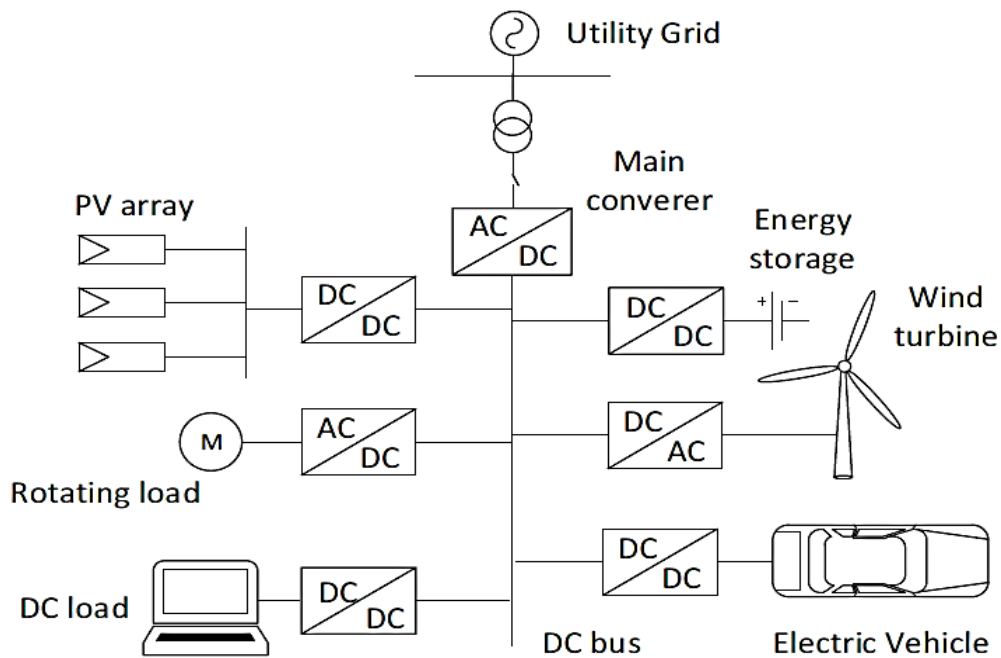 Utility Grid
Main
converer
AC
DC
PV array
Energy
storage
+ −
Wind
turbine
DC
DC
DC
DC
M
AC
DC
DC
AC
Rotating load
DC load
DC
DC
DC
DC
DC bus
Electric Vehicle